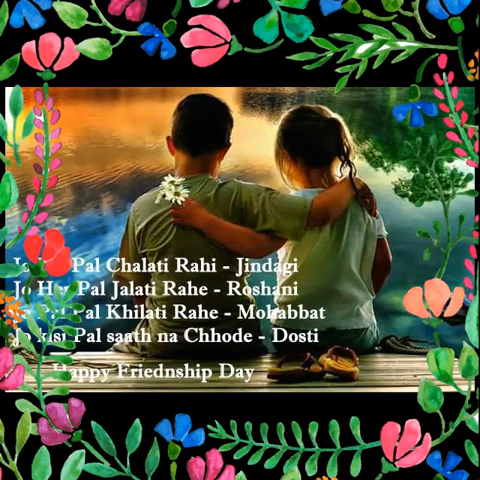 Pal Chalati Rahi - Jindagi
Jo Har Pal Jalati Rahe - Roshani
Pal Khilati Rahe - Mohabbat
Jo kisi Pal saath na Chhode - Dosti
Happy Friednship Day